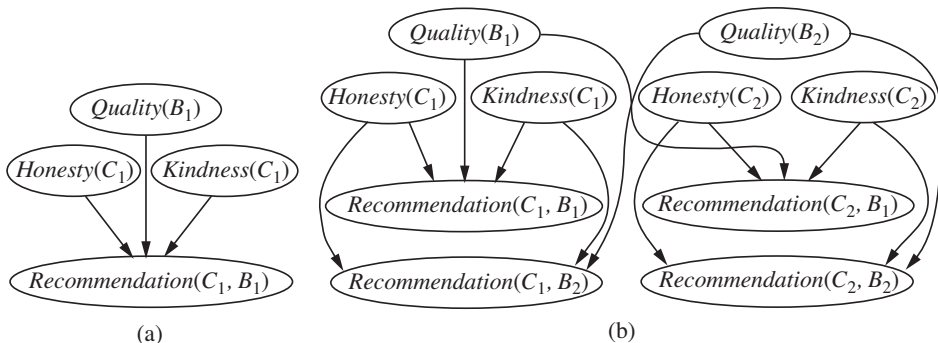 Quality(B1)
Honesty(C1) Kindness(C1)
Recommendation(C1, B1)
(a)
Quality(B1) Quality(B2)
Honesty(C1) Kindness(C1) Honesty(C2) Kindness(C2)
Recommendation(C1, B1) Recommendation(C2, B1)
Recommendation(C1, B2) Recommendation(C2, B2)
(b)